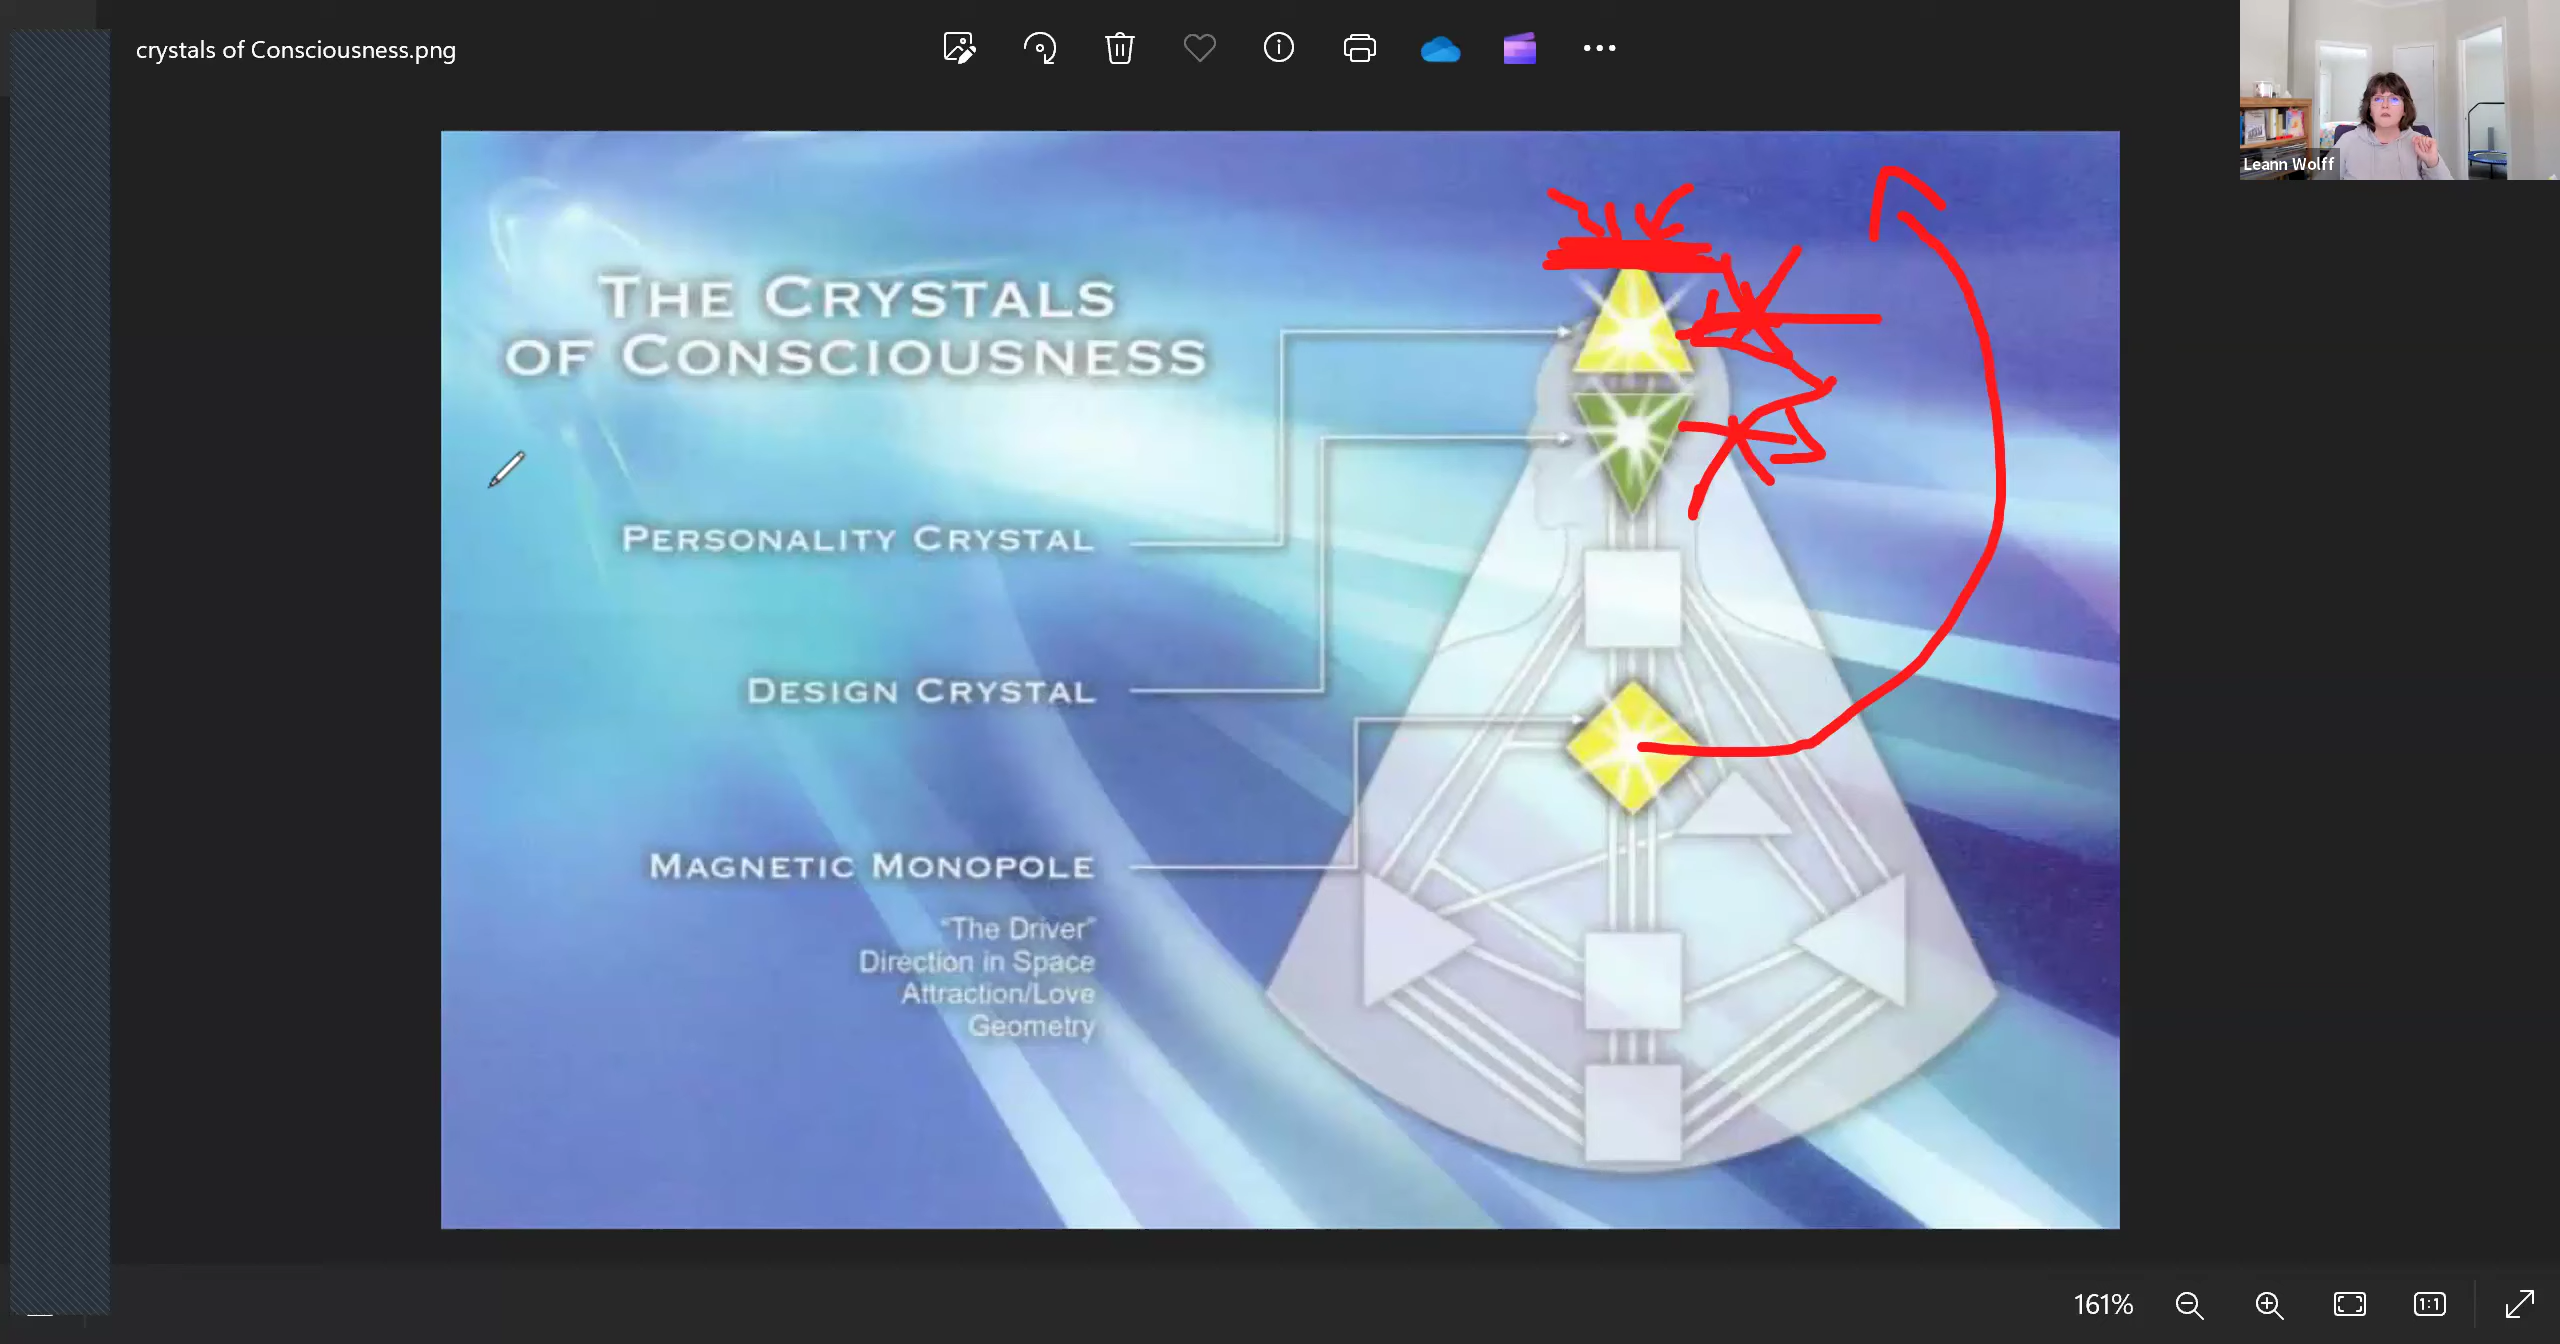 crystals of Consciousness.png
Leann Wolff
THE CRYSTALS
OF CONSCIOUSNESS
PERSONALITY CRYSTAL
DESIGN CRYSTAL
MAGNETIC MONOPOLE
"The Driver"
Direction in Space
Attraction/Love
Geometry
161%
1:1